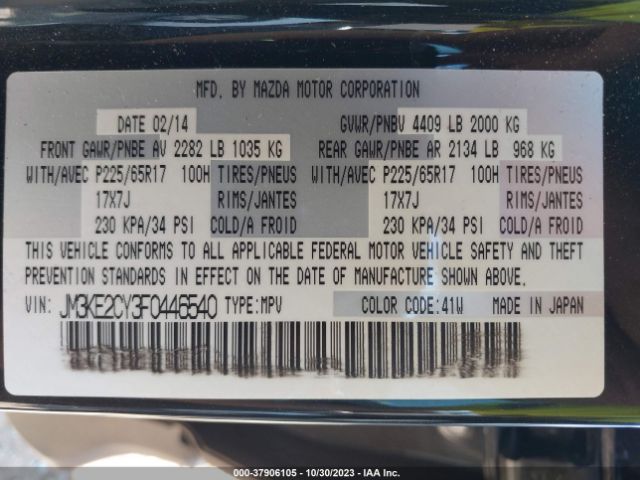 MFD. BY MAZDA MOTOR CORPORATION
DATE 02/14 GVWR/PNBV 4409 LB 2000 KG
FRONT GAWR/PNBE AV 2282 LB 1035 KG REAR GAWR/PNBE AR 2134 LB 968 KG
WITH/AVEC P225/65R17 100H TIRES/PNEUS WITH/AVEC P225/65R17 100H TIRES/PNEUS
17X7J RIMS/JANTES 17X7J RIMS/JANTES
230 KPA/34 PSI COLD/A FROID 230 KPA/34 PSI COLD/A FROID
THIS VEHICLE CONFORMS TO ALL APPLICABLE FEDERAL MOTOR VEHICLE SAFETY AND THEFT
PREVENTION STANDARDS IN EFFECT ON THE DATE OF MANUFACTURE SHOWN ABOVE.
VIN: JM3KE2CY3F0446540 TYPE:MPV COLOR CODE:41W MADE IN JAPAN
000-37906105 - 10/30/2023 - IAA Inc.